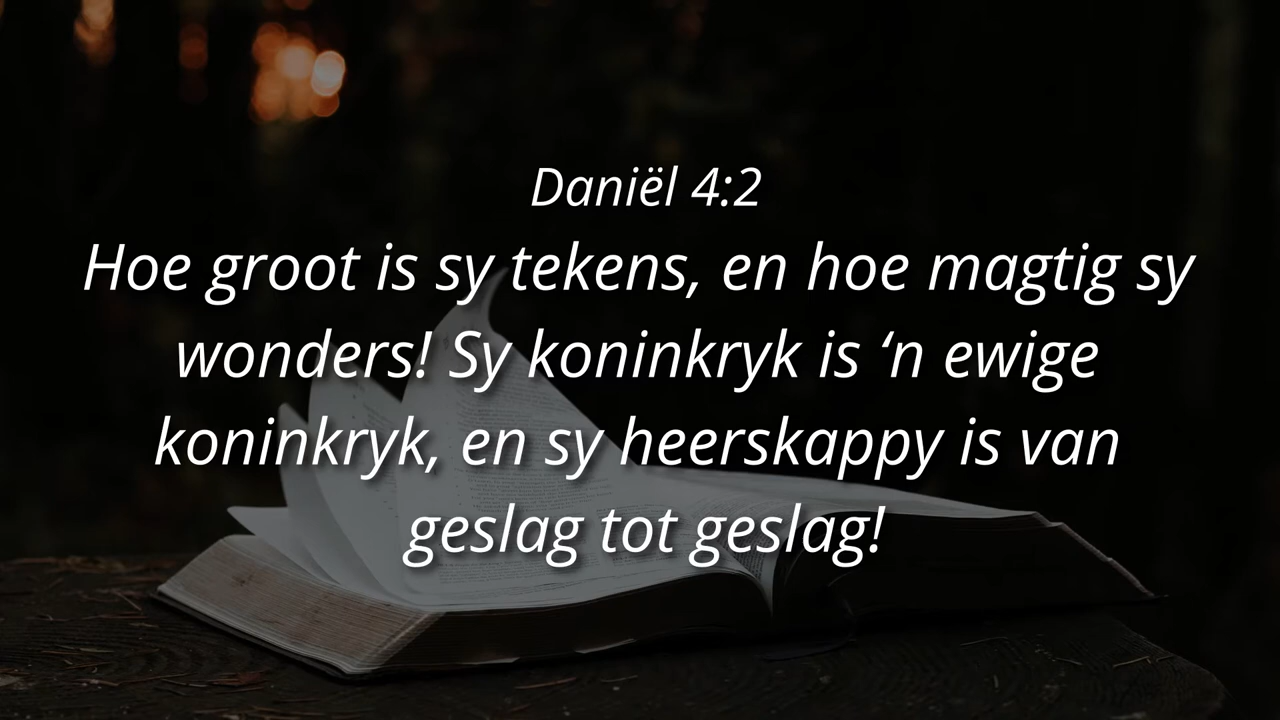 Daniël 4:2
Hoe groot is sy tekens, en hoe magtig sy
wonders! Sy koninkryk is ‘n ewige
koninkryk, en sy heerskappy is van
geslag tot geslag!